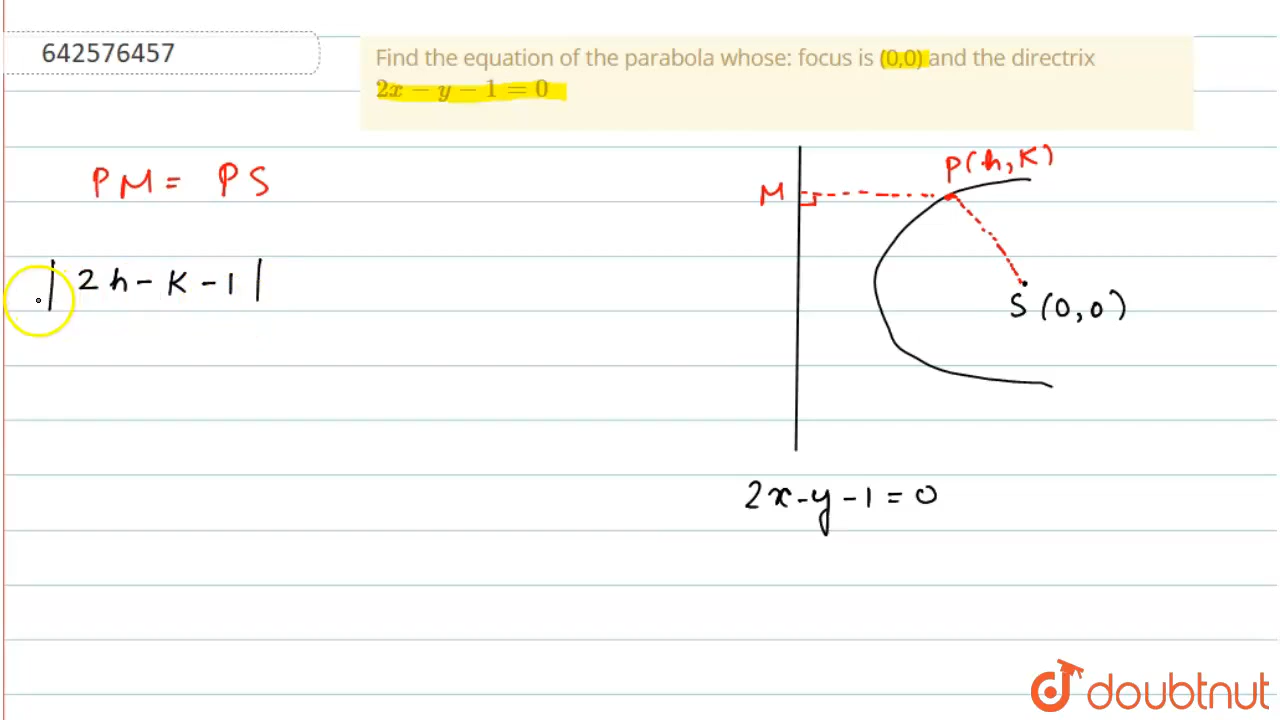 642576457
Find the equation of the parabola whose: focus is (0,0) and the directrix
2x − y − 1 = 0
PM = PS
|2h - K - 1|
P(h, K)
M
S (0, 0)
2x - y - 1 = 0
doubtnut